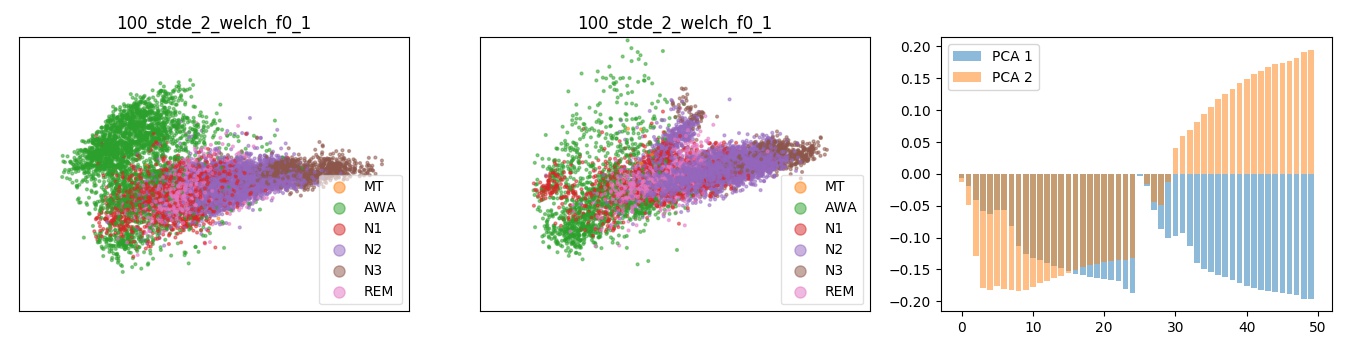 100_stde_2_welch_f0_1
MT
AWA
N1
N2
N3
REM
100_stde_2_welch_f0_1
MT
AWA
N1
N2
N3
REM
PCA 1
PCA 2
0.20
0.15
0.10
0.05
0.00
−0.05
−0.10
−0.15
−0.20
0 10 20 30 40 50